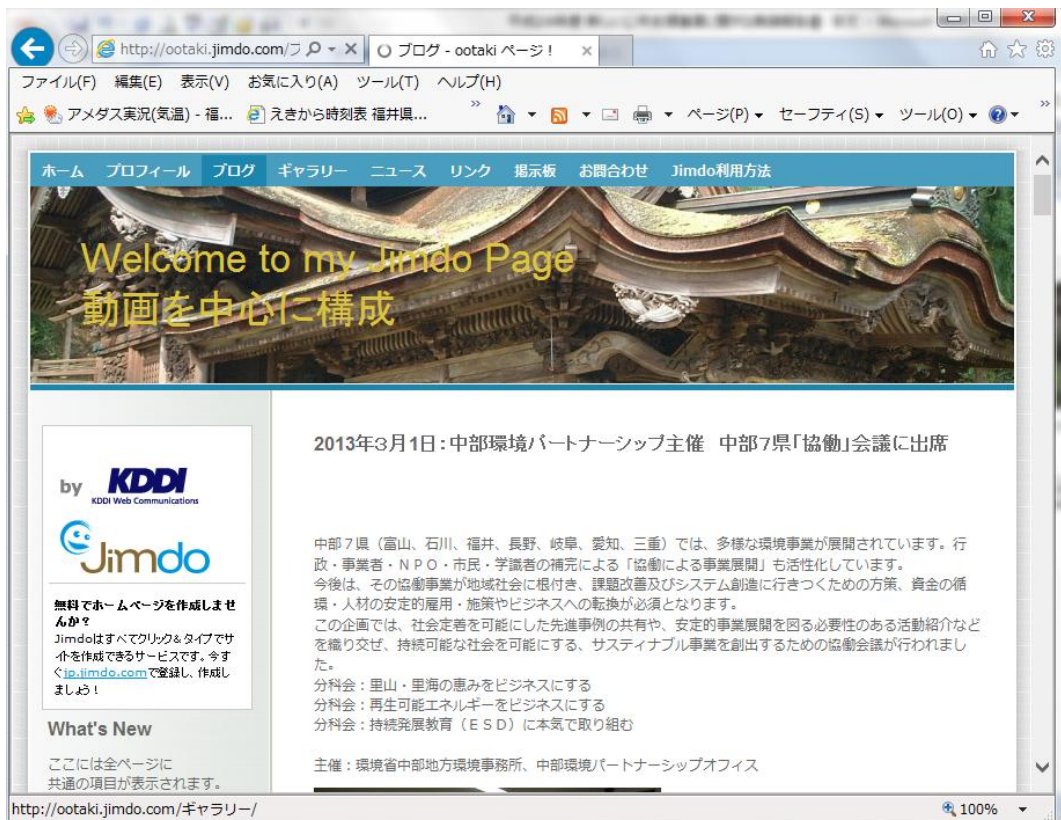 http://ootaki.jimdo.com/ブ
ブログ - ootaki ページ!
ファイル(F) 編集(E) 表示(V) お気に入り(A) ツール(T) ヘルプ(H)
アメダス実況(気温) - 福... えきから時刻表 福井県... ページ(P) セーフティ(S) ツール(O)
ホーム プロフィール ブログ ギャラリー ニュース リンク 掲示板 お問合わせ Jimdo利用方法
Welcome to my Jimdo Page
動画を中心に構成
by KDDI
KDDI Web Communications
Jimdo
無料でホームページを作成しませ
んか?
Jimdoはすべてクリック&タイプでサ
イトを作成できるサービスです。今す
ぐjp.jimdo.comで登録し、作成し
ましょう!
What's New
ここには全ページに
共通の項目が表示されます。
2013年3月1日:中部環境パートナーシップ主催 中部7県「協働」会議に出席
中部7県(富山、石川、福井、長野、岐阜、愛知、三重)では、多様な環境事業が展開されています。行
政・事業者・NPO・市民・学識者の補完による「協働による事業展開」も活性化しています。
今後は、その協働事業が地域社会に根付き、課題改善及びシステム創造に行きつくための方策、資金の循
環・人材の安定的雇用・施策やビジネスへの転換が必須となります。
この企画では、社会定着を可能にした先進事例の共有や、安定的事業展開を図る必要性のある活動紹介など
を織り交ぜ、持続可能な社会を可能にする、サスティナブル事業を創出するための協働会議が行われまし
た。
分科会:里山・里海の恵みをビジネスにする
分科会:再生可能エネルギーをビジネスにする
分科会:持続発展教育(ESD)に本気で取り組む
主催:環境省中部地方環境事務所、中部環境パートナーシップオフィス
http://ootaki.jimdo.com/ギャラリー/
100%